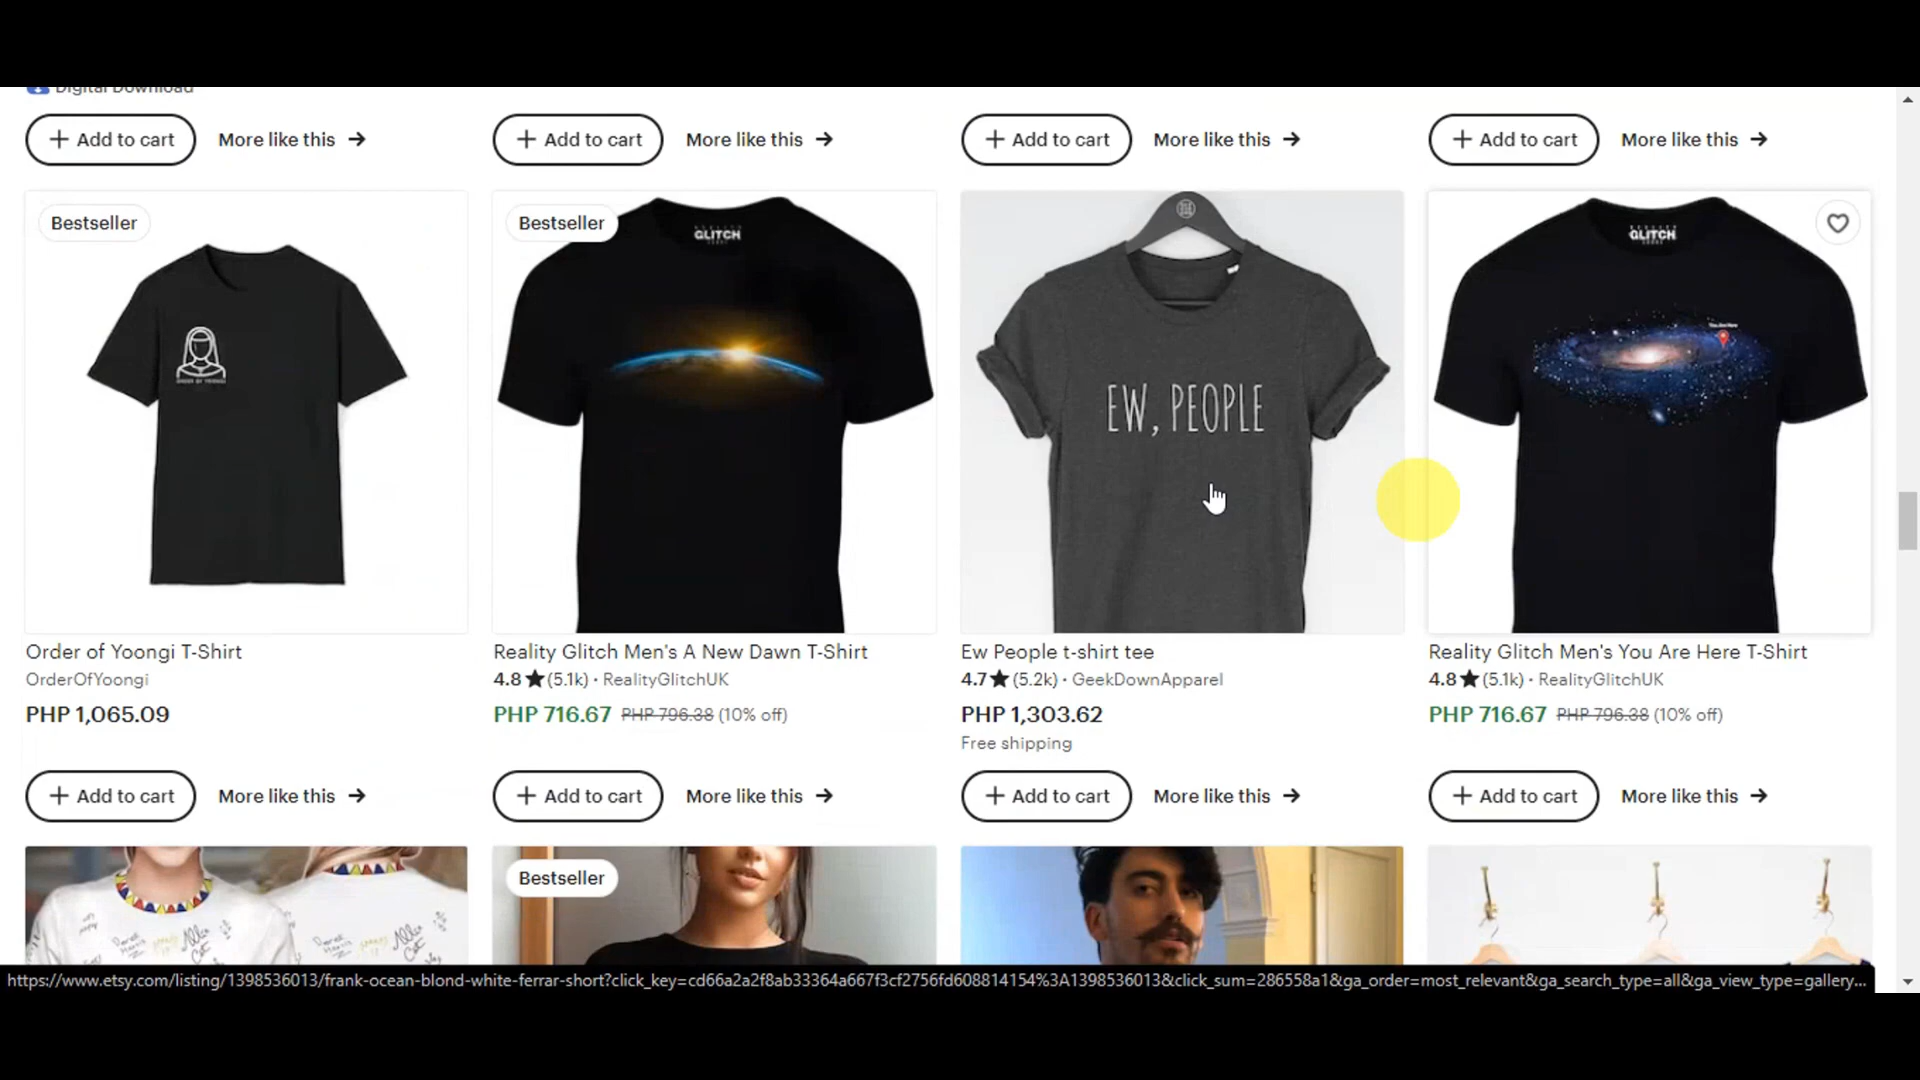 Digital Download
+ Add to cart More like this → + Add to cart More like this → + Add to cart More like this → + Add to cart More like this →
Bestseller
ORDER OF YOONGI
Bestseller
GLITCH
EW, PEOPLE
GLITCH
You Are Here
Order of Yoongi T-Shirt
OrderOfYoongi
PHP 1,065.09
Reality Glitch Men's A New Dawn T-Shirt
4.8 ★ (5.1k) · RealityGlitchUK
PHP 716.67 PHP 796.38 (10% off)
Ew People t-shirt tee
4.7 ★ (5.2k) · GeekDownApparel
PHP 1,303.62
Free shipping
Reality Glitch Men's You Are Here T-Shirt
4.8 ★ (5.1k) · RealityGlitchUK
PHP 716.67 PHP 796.38 (10% off)
+ Add to cart More like this → + Add to cart More like this → + Add to cart More like this → + Add to cart More like this →
Bestseller
https://www.etsy.com/listing/1398536013/frank-ocean-blond-white-ferrar-short?click_key=cd66a2a2f8ab33364a667f3cf2756fd608814154%3A1398536013&click_sum=286558a1&ga_order=most_relevant&ga_search_type=all&ga_view_type=gallery...